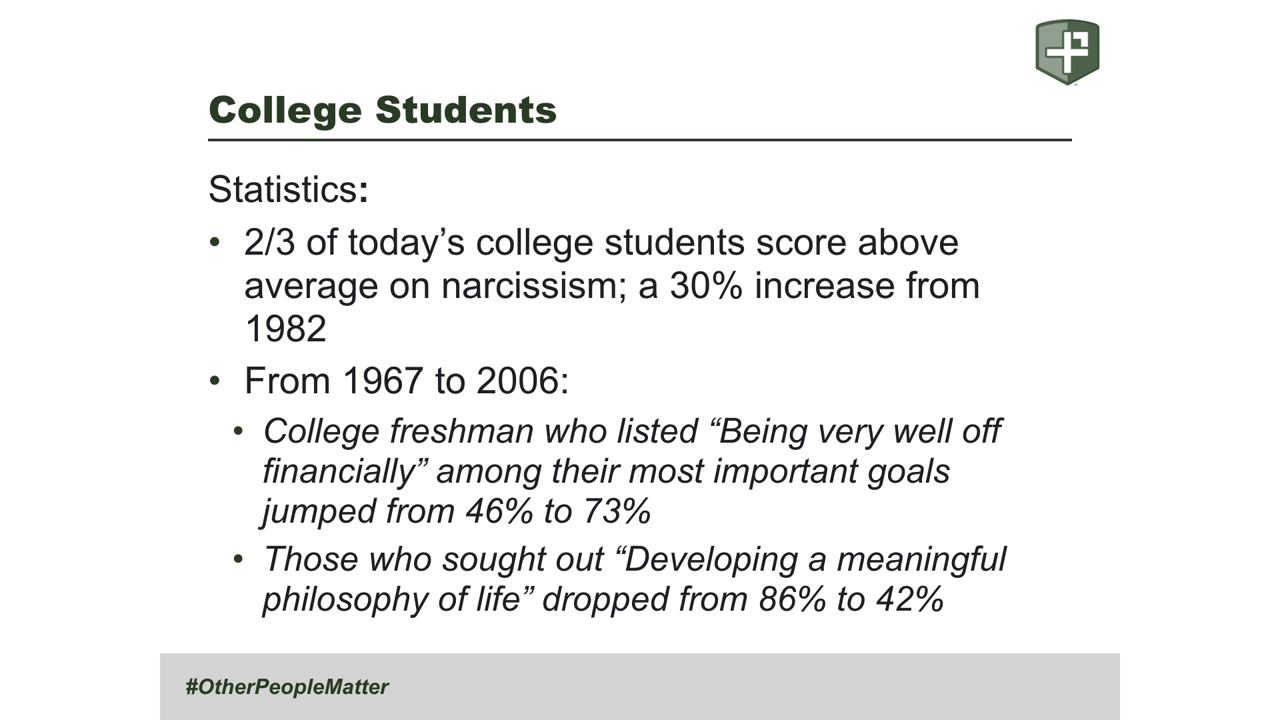 College Students
Statistics:
• 2/3 of today’s college students score above
average on narcissism; a 30% increase from
1982
• From 1967 to 2006:
• College freshman who listed “Being very well off
financially” among their most important goals
jumped from 46% to 73%
• Those who sought out “Developing a meaningful
philosophy of life” dropped from 86% to 42%
#OtherPeopleMatter